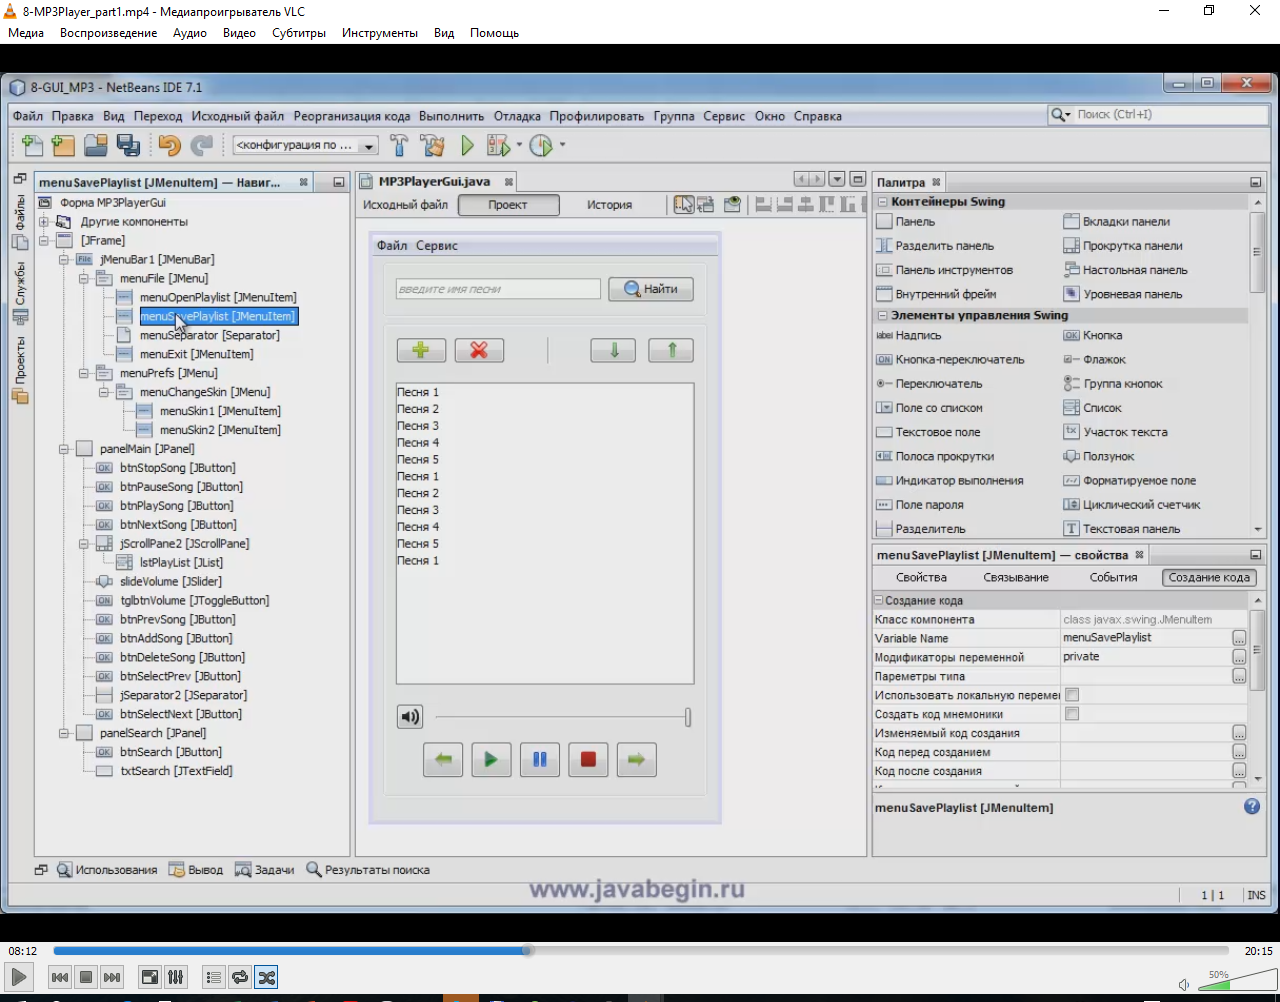 8-MP3Player_part1.mp4 - Медиапроигрыватель VLC
Медиа Воспроизведение Аудио Видео Субтитры Инструменты Вид Помощь
8-GUI_MP3 - NetBeans IDE 7.1
Файл Правка Вид Переход Исходный файл Реорганизация кода Выполнить Отладка Профилировать Группа Сервис Окно Справка
Поиск (Ctrl+I)
<конфигурация по ...
Файлы
Службы
Проекты
menuSavePlaylist [JMenuItem] — Навиг...
Форма MP3PlayerGui
Другие компоненты
[JFrame]
jMenuBar1 [JMenuBar]
menuFile [JMenu]
menuOpenPlaylist [JMenuItem]
menuSavePlaylist [JMenuItem]
menuSeparator [Separator]
menuExit [JMenuItem]
menuPrefs [JMenu]
menuChangeSkin [JMenu]
menuSkin1 [JMenuItem]
menuSkin2 [JMenuItem]
panelMain [JPanel]
btnStopSong [JButton]
btnPauseSong [JButton]
btnPlaySong [JButton]
btnNextSong [JButton]
jScrollPane2 [JScrollPane]
lstPlayList [JList]
slideVolume [JSlider]
tglbtnVolume [JToggleButton]
btnPrevSong [JButton]
btnAddSong [JButton]
btnDeleteSong [JButton]
btnSelectPrev [JButton]
jSeparator2 [JSeparator]
btnSelectNext [JButton]
panelSearch [JPanel]
btnSearch [JButton]
txtSearch [JTextField]
MP3PlayerGui.java
Исходный файл Проект История
Файл Сервис
введите имя песни
Найти
Песня 1
Песня 2
Песня 3
Песня 4
Песня 5
Песня 1
Песня 2
Песня 3
Песня 4
Песня 5
Песня 1
Палитра
Контейнеры Swing
Панель Вкладки панели
Разделить панель Прокрутка панели
Панель инструментов Настольная панель
Внутренний фрейм Уровневая панель
Элементы управления Swing
label Надпись OK Кнопка
ON Кнопка-переключатель Флажок
Переключатель Группа кнопок
Поле со списком Список
Текстовое поле Участок текста
Полоса прокрутки Ползунок
Индикатор выполнения Форматируемое поле
Поле пароля Циклический счетчик
Разделитель Текстовая панель
menuSavePlaylist [JMenuItem] — свойства
Свойства Связывание События Создание кода
Создание кода
Класс компонента class javax.swing.JMenuItem
Variable Name menuSavePlaylist
Модификаторы переменной private
Параметры типа
Использовать локальную переме
Создать код мнемоники
Изменяемый код создания
Код перед созданием
Код после создания
menuSavePlaylist [JMenuItem]
Использования Вывод Задачи Результаты поиска
www.javabegin.ru
1 | 1 INS
08:12 20:15
50%